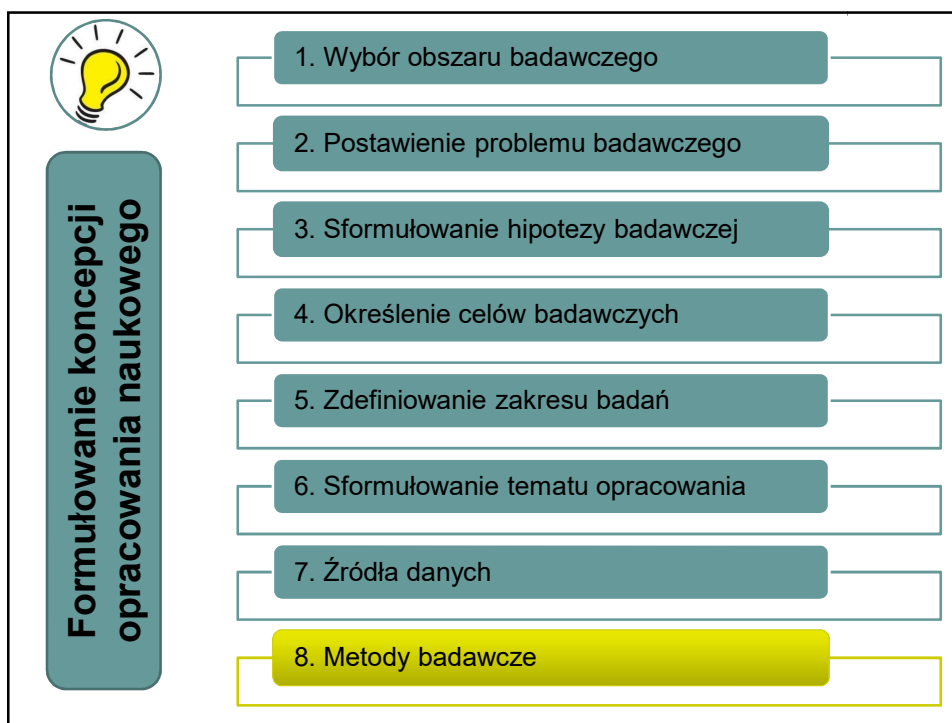 Formułowanie koncepcji
opracowania naukowego
1. Wybór obszaru badawczego
2. Postawienie problemu badawczego
3. Sformułowanie hipotezy badawczej
4. Określenie celów badawczych
5. Zdefiniowanie zakresu badań
6. Sformułowanie tematu opracowania
7. Źródła danych
8. Metody badawcze